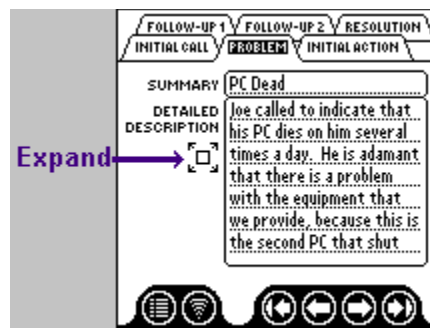 FOLLOW-UP 1 FOLLOW-UP 2 RESOLUTION
INITIAL CALL PROBLEM INITIAL ACTION
SUMMARY PC Dead
DETAILED DESCRIPTION
Joe called to indicate that
his PC dies on him several
times a day. He is adamant
that there is a problem
with the equipment that
we provide, because this is
the second PC that shut
Expand